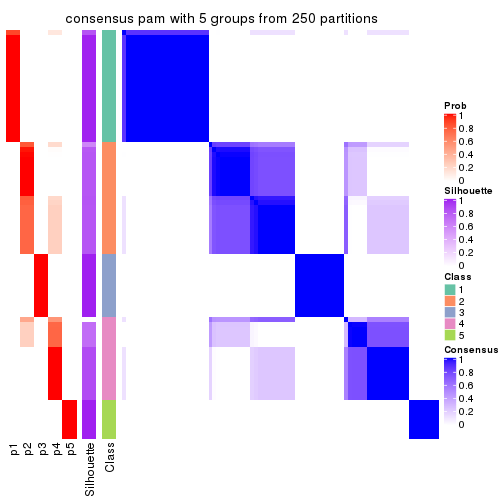 consensus pam with 5 groups from 250 partitions
Prob
1
0.8
0.6
0.4
0.2
0
Silhouette
1
0.8
0.6
0.4
0.2
0
Class
1
2
3
4
5
Consensus
1
0.8
0.6
0.4
0.2
0
p1
p2
p3
p4
p5
Silhouette
Class